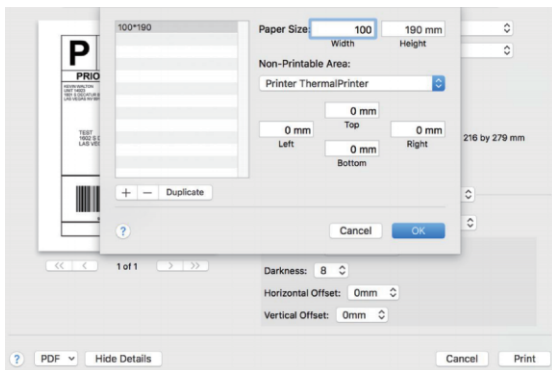 100*190
Paper Size: 100 190 mm
Width Height
Non-Printable Area:
Printer ThermalPrinter
0 mm
Top
0 mm 0 mm
Left Right
0 mm
Bottom
+ − Duplicate
? Cancel OK
P
PRIO
TEST
LAS VE
216 by 279 mm
<< < 1 of 1 > >>
Darkness: 8
Horizontal Offset: 0mm
Vertical Offset: 0mm
? PDF Hide Details Cancel Print